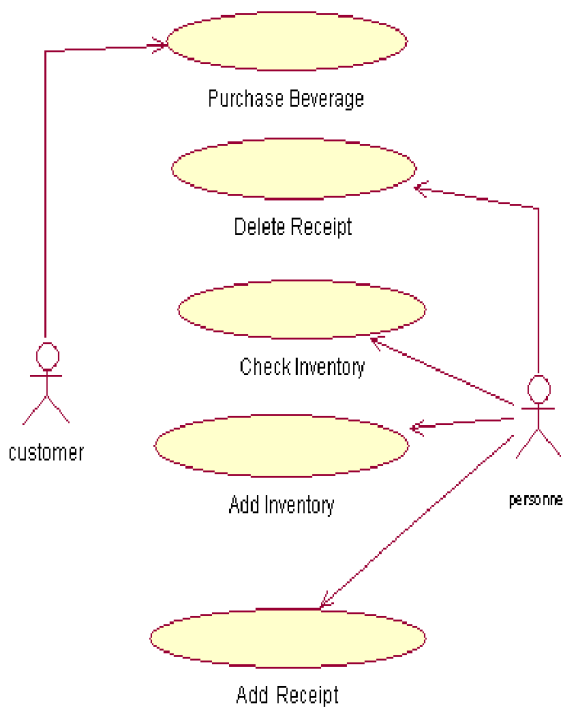 Purchase Beverage
Delete Receipt
Check Inventory
customer
Add Inventory
personne
Add Receipt